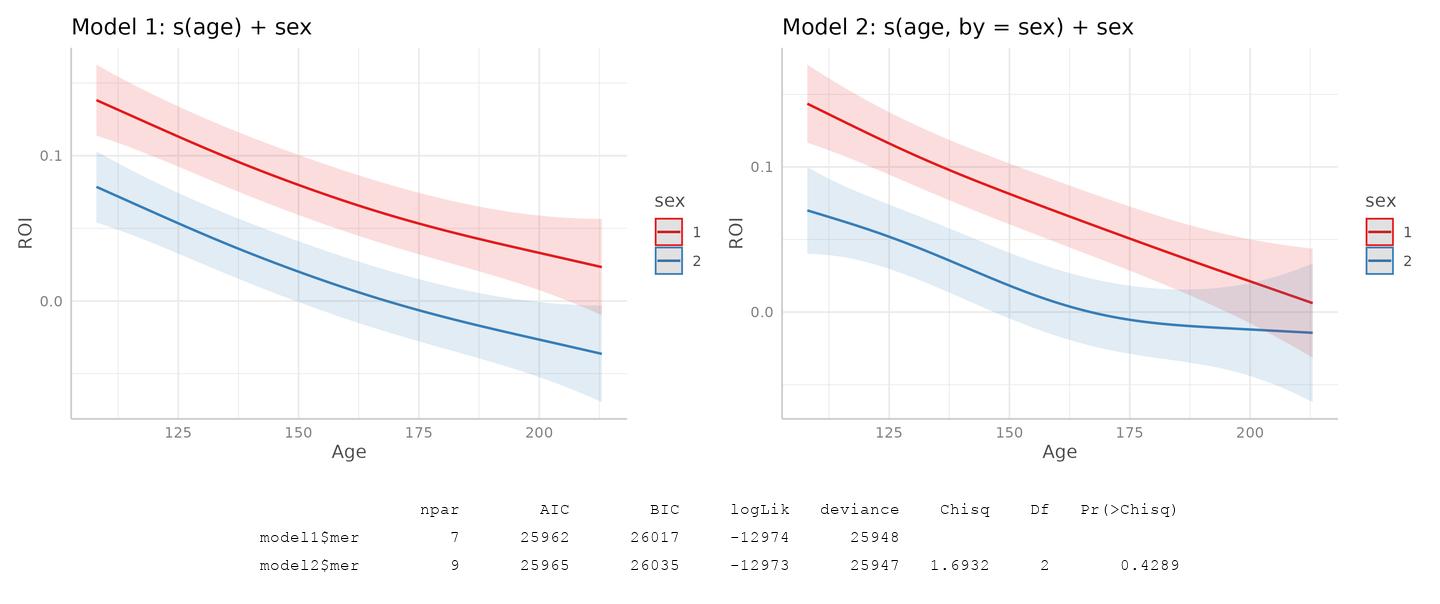 Model 1: s(age) + sex
0.1
0.0
ROI
125 150 175 200
Age
sex
1
2
Model 2: s(age, by = sex) + sex
0.1
0.0
ROI
125 150 175 200
Age
sex
1
2
npar AIC BIC logLik deviance Chisq Df Pr(>Chisq)
model1$mer 7 25962 26017 -12974 25948
model2$mer 9 25965 26035 -12973 25947 1.6932 2 0.4289